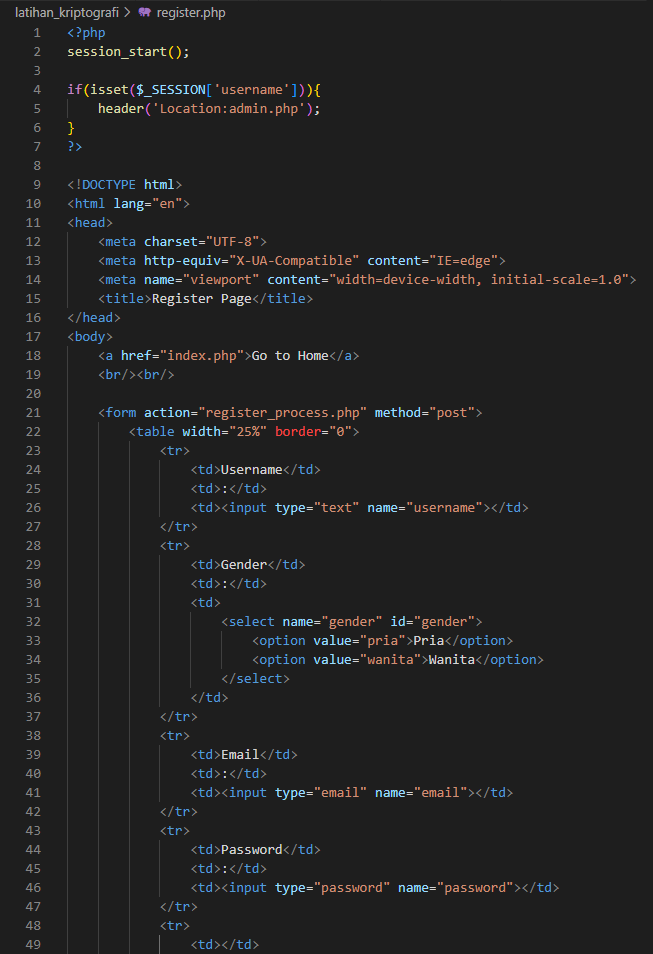 latihan_kriptografi > register.php
1 <?php
2 session_start();
3
4 if(isset($_SESSION['username'])){
5     header('Location:admin.php');
6 }
7 ?>
8
9 <!DOCTYPE html>
10 <html lang="en">
11 <head>
12     <meta charset="UTF-8">
13     <meta http-equiv="X-UA-Compatible" content="IE=edge">
14     <meta name="viewport" content="width=device-width, initial-scale=1.0">
15     <title>Register Page</title>
16 </head>
17 <body>
18     <a href="index.php">Go to Home</a>
19     <br/><br/>
20
21     <form action="register_process.php" method="post">
22         <table width="25%" border="0">
23             <tr>
24                 <td>Username</td>
25                 <td>:</td>
26                 <td><input type="text" name="username"></td>
27             </tr>
28             <tr>
29                 <td>Gender</td>
30                 <td>:</td>
31                 <td>
32                     <select name="gender" id="gender">
33                         <option value="pria">Pria</option>
34                         <option value="wanita">Wanita</option>
35                     </select>
36                 </td>
37             </tr>
38             <tr>
39                 <td>Email</td>
40                 <td>:</td>
41                 <td><input type="email" name="email"></td>
42             </tr>
43             <tr>
44                 <td>Password</td>
45                 <td>:</td>
46                 <td><input type="password" name="password"></td>
47             </tr>
48             <tr>
49                 <td></td>